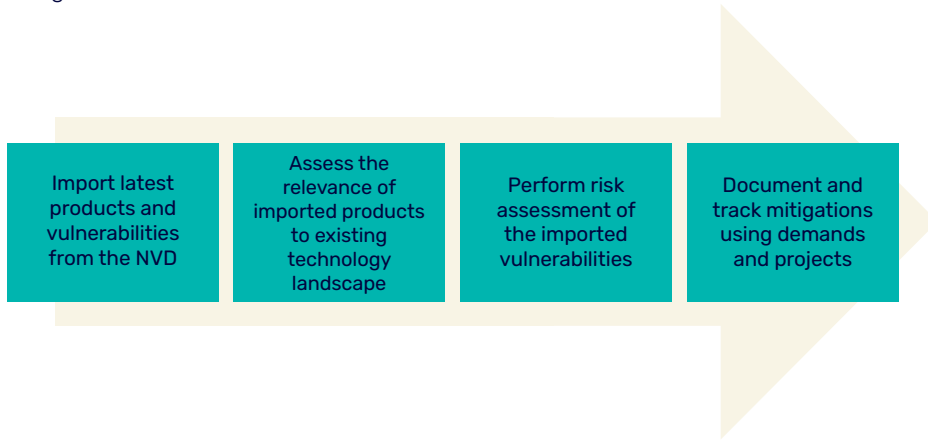 Import latest
products and
vulnerabilities
from the NVD
Assess the
relevance of
imported products
to existing
technology
landscape
Perform risk
assessment of
the imported
vulnerabilities
Document and
track mitigations
using demands
and projects